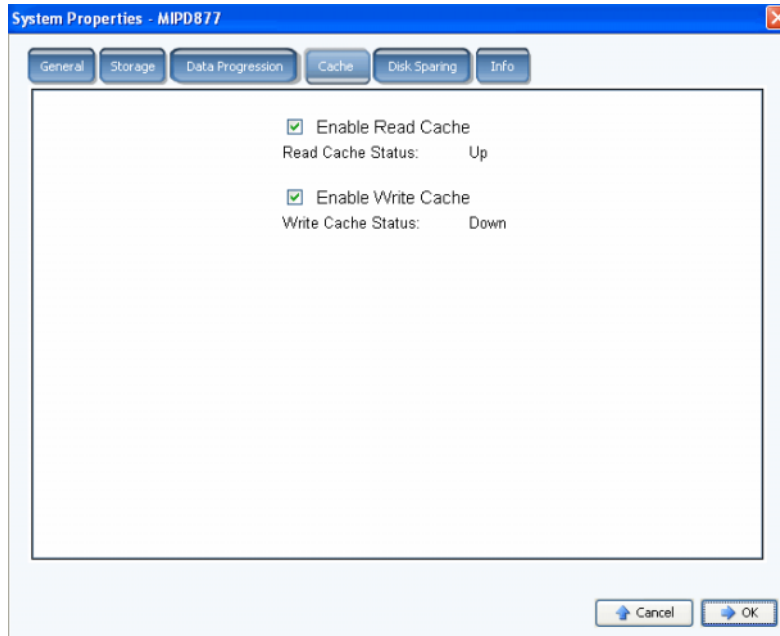 System Properties - MIPD877
General Storage Data Progression Cache Disk Sparing Info
Enable Read Cache
Read Cache Status: Up
Enable Write Cache
Write Cache Status: Down
Cancel OK